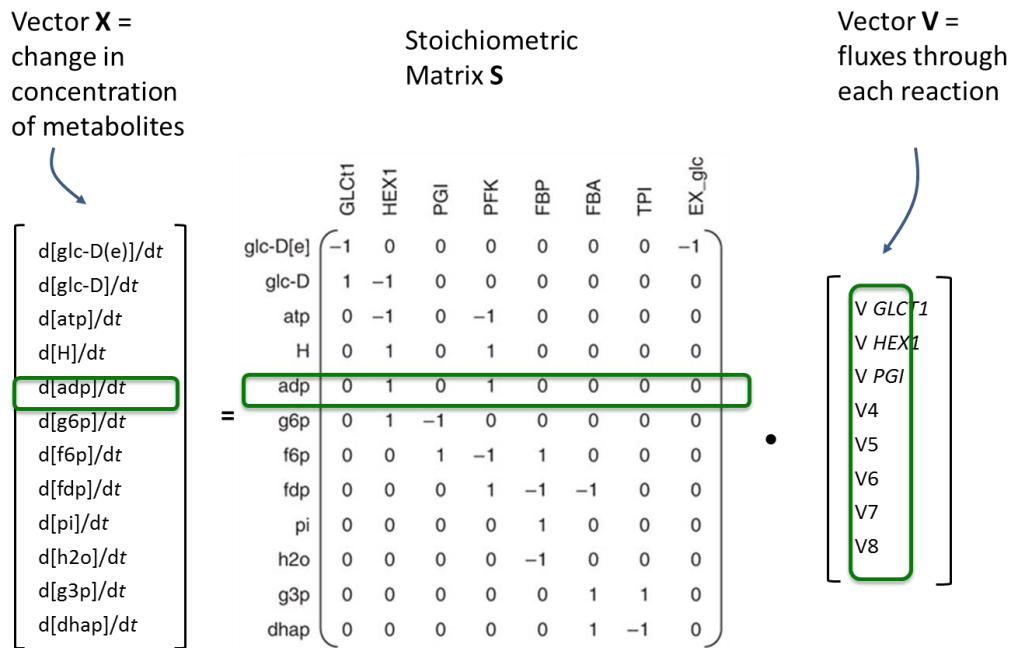 Vector X =
change in
concentration
of metabolites
Stoichiometric
Matrix S
Vector V =
fluxes through
each reaction
GLCt1 HEX1 PGI PFK FBP FBA TPI EX_glc
d[glc-D(e)]/dt
d[glc-D]/dt
d[atp]/dt
d[H]/dt
d[adp]/dt
d[g6p]/dt
d[f6p]/dt
d[fdp]/dt
d[pi]/dt
d[h2o]/dt
d[g3p]/dt
d[dhap]/dt
=
glc-D[e] −1 0 0 0 0 0 0 −1
glc-D 1 −1 0 0 0 0 0 0
atp 0 −1 0 −1 0 0 0 0
H 0 1 0 1 0 0 0 0
adp 0 1 0 1 0 0 0 0
g6p 0 1 −1 0 0 0 0 0
f6p 0 0 1 −1 1 0 0 0
fdp 0 0 0 1 −1 −1 0 0
pi 0 0 0 0 1 0 0 0
h2o 0 0 0 0 −1 0 0 0
g3p 0 0 0 0 0 1 1 0
dhap 0 0 0 0 0 1 −1 0
•
V GLCT1
V HEX1
V PGI
V4
V5
V6
V7
V8